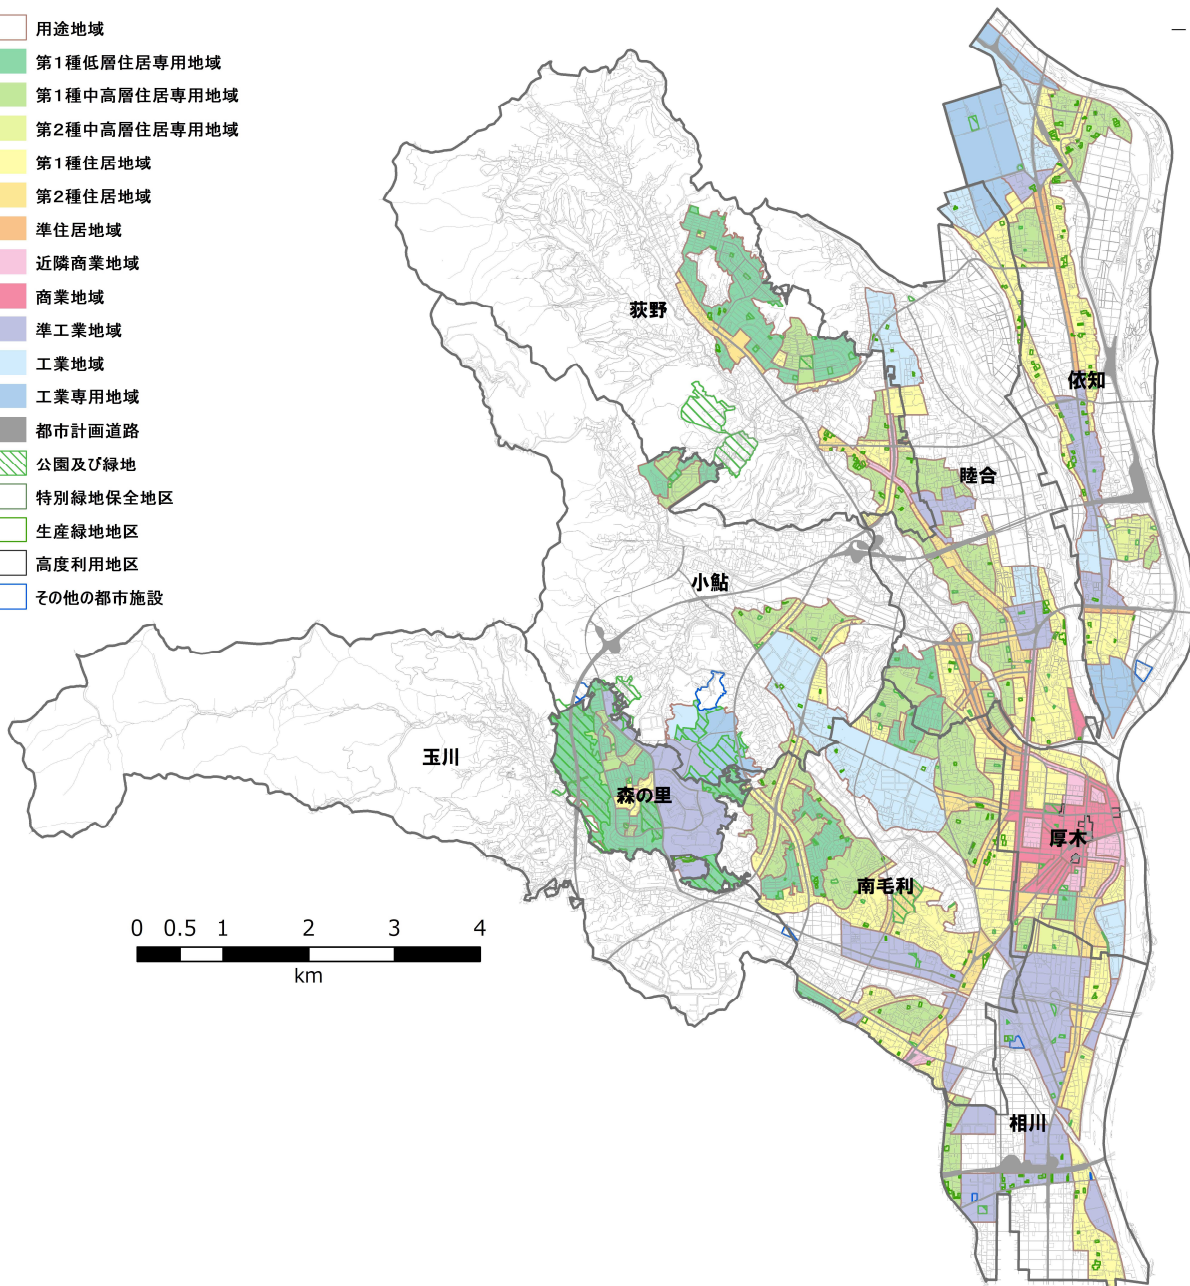 用途地域
第1種低層住居専用地域
第1種中高層住居専用地域
第2種中高層住居専用地域
第1種住居地域
第2種住居地域
準住居地域
近隣商業地域
商業地域
準工業地域
工業地域
工業専用地域
都市計画道路
公園及び緑地
特別緑地保全地区
生産緑地地区
高度利用地区
その他の都市施設
荻野
依知
睦合
小鮎
玉川
森の里
厚木
南毛利
相川
0 0.5 1 2 3 4
km